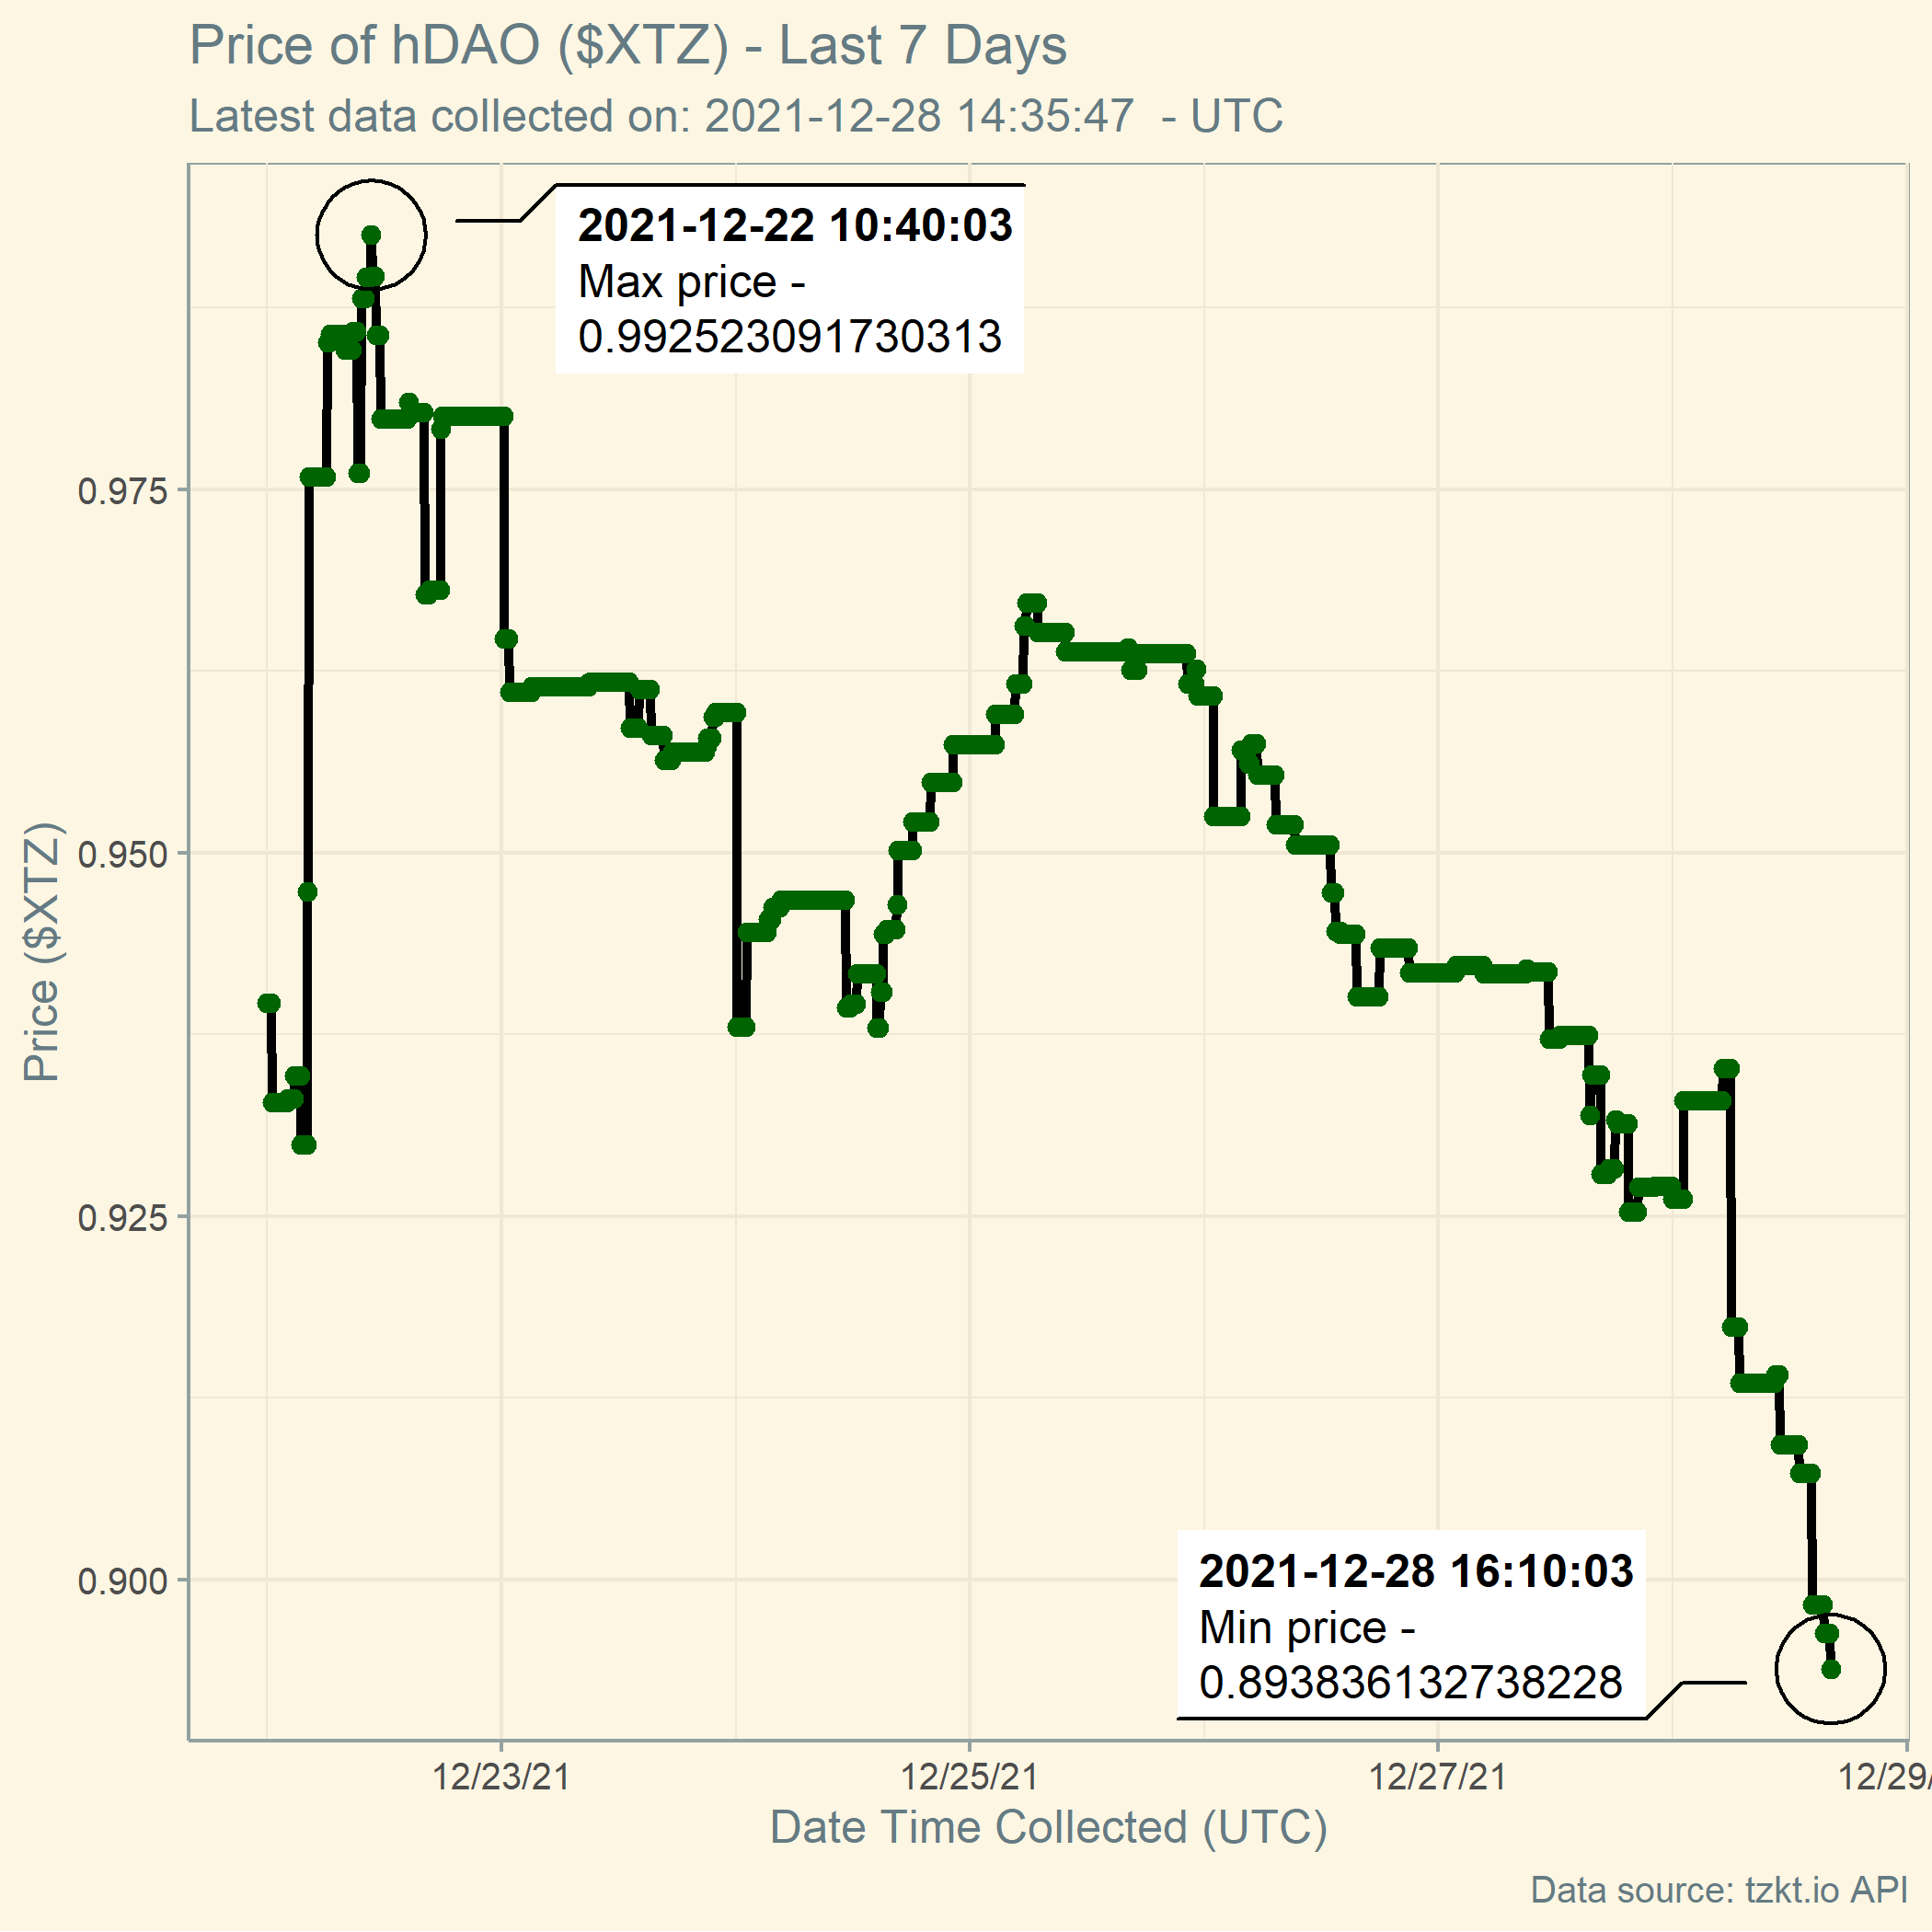 Price of hDAO ($XTZ) - Last 7 Days
Latest data collected on: 2021-12-28 14:35:47  - UTC
2021-12-22 10:40:03
Max price -
0.992523091730313
0.975
0.950
0.925
0.900
Price ($XTZ)
2021-12-28 16:10:03
Min price -
0.893836132738228
12/23/21
12/25/21
12/27/21
12/29/
Date Time Collected (UTC)
Data source: tzkt.io API